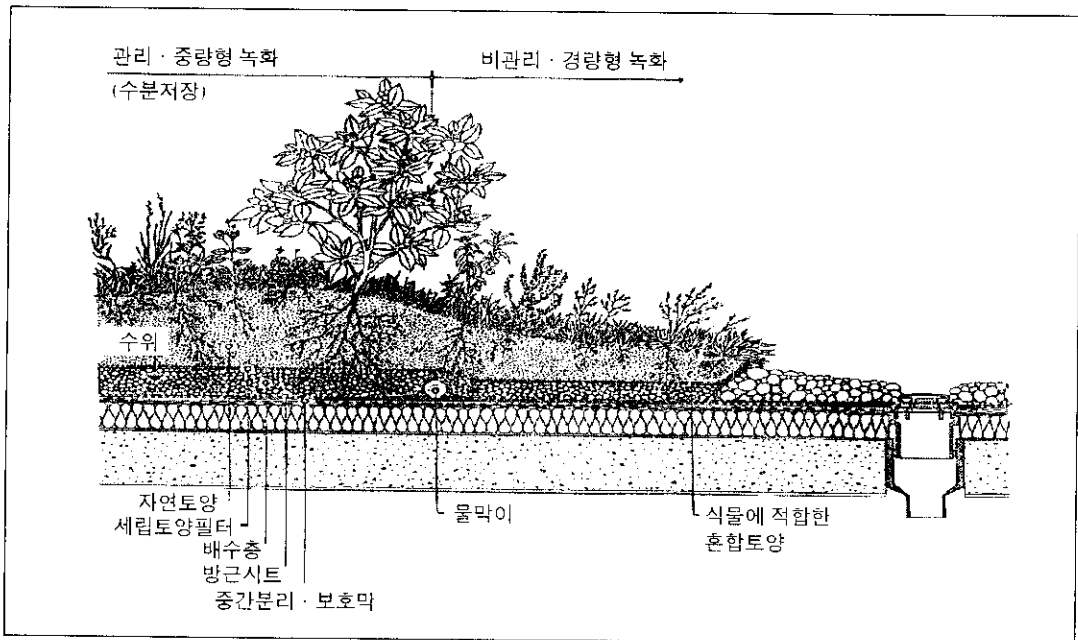 관리 · 중량형 녹화
비관리 · 경량형 녹화
(수분저장)
수위
자연토양
세립토양필터
배수층
방근시트
중간분리 · 보호막
물막이
식물에 적합한
혼합토양